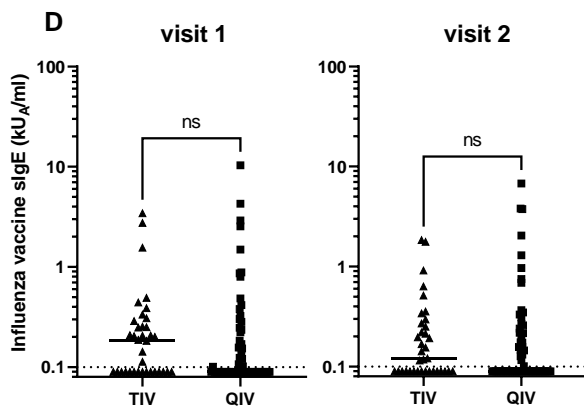 D
visit 1
visit 2
Influenza vaccine sIgE (kU_A/ml)
100
10
1
0.1
ns
TIV
QIV
100
10
1
0.1
ns
TIV
QIV